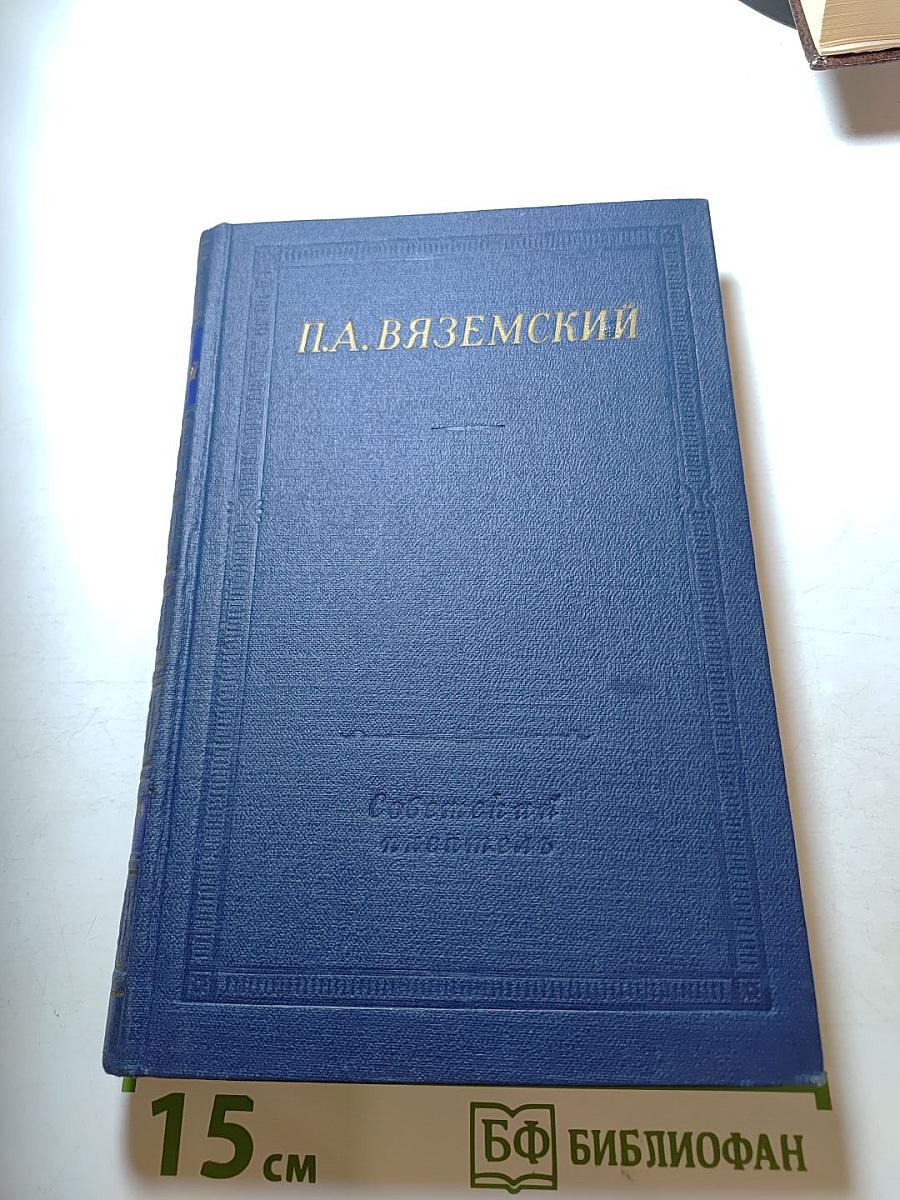 П.А.ВЯЗЕМСКИЙ
Советский
писатель
15 см
БФ БИБЛИОФАН